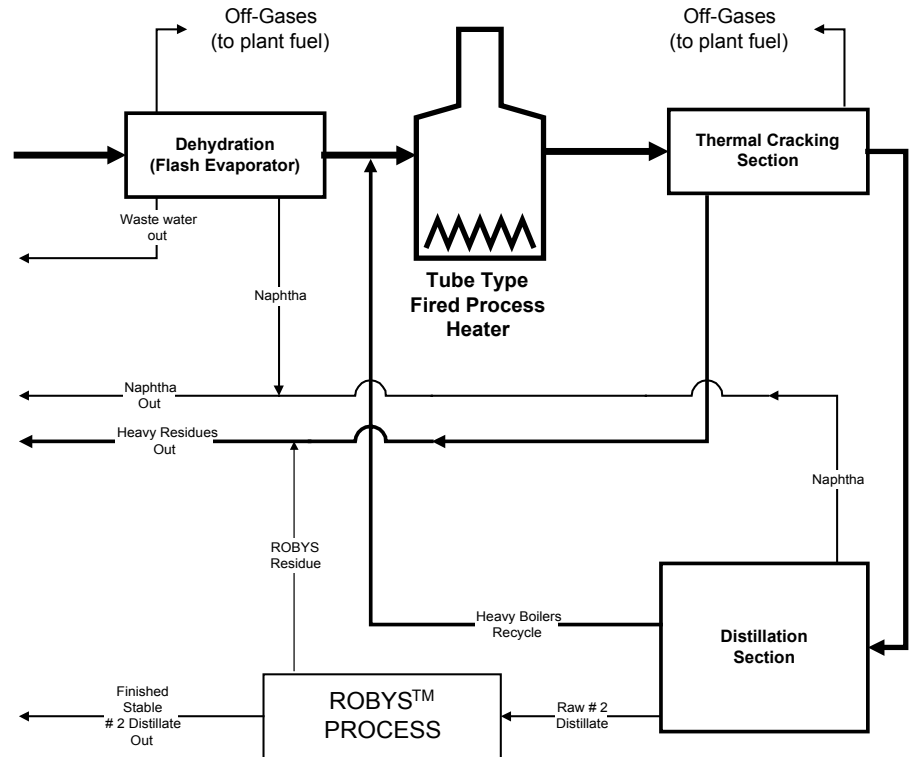 Off-Gases
(to plant fuel)
Off-Gases
(to plant fuel)
Dehydration
(Flash Evaporator)
Thermal Cracking
Section
Waste water
out
Naphtha
Tube Type
Fired Process
Heater
Naphtha
Out
Heavy Residues
Out
Naphtha
ROBYS
Residue
Heavy Boilers
Recycle
Distillation
Section
Finished
Stable
# 2 Distillate
Out
ROBYS™
PROCESS
Raw # 2
Distillate